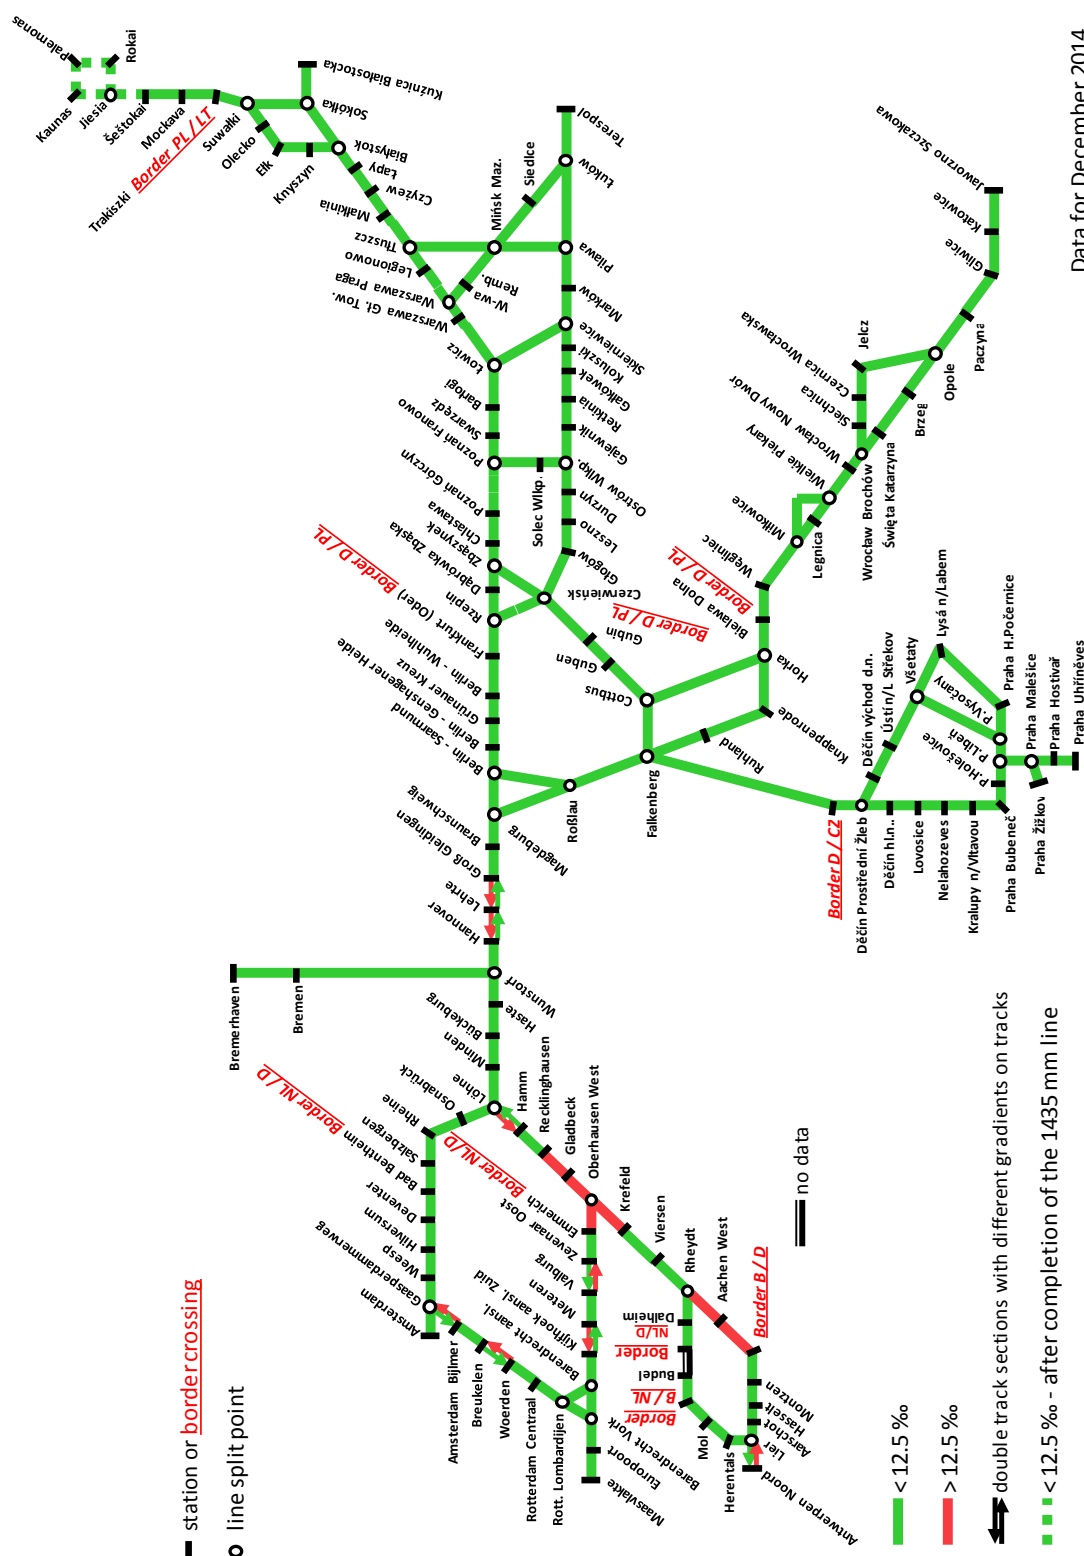 Palemonas
Rokai
Kaunas
Jiesia
Šeštokai
Mockava
Trakiszki
Border PL / LT
Suwałki
Olecko
Ełk
Knyszyn
Kuźnica Białostocka
Sokółka
Białystok
Łapy
Czyżew
Małkinia
Tłuszcz
Legionowo
Warszawa Praga
Warszawa Gł. Tow.
Mińsk Maz.
Siedlce
W-wa
Remb.
Terespol
Łuków
Pilawa
Marków
Skierniewice
Koluszki
Gałkówek
Retkinia
Gajewnik
Ostrów Wlkp.
Durzyn
Leszno
Głogów
Czerwieńsk
Łowicz
Barłogi
Swarzędz
Poznań Franowo
Poznań Górczyn
Chlastawa
Zbąszynek
Dąbrówka Zbąska
Rzepin
Solec Wlkp.
Border D / PL
Frankfurt (Oder)
Berlin - Wuhlheide
Grünauer Kreuz
Berlin - Genshagener Heide
Berlin - Saarmund
Magdeburg
Braunschweig
Groß Gleidingen
Lehrte
Hannover
Wunstorf
Haste
Bückeburg
Minden
Löhne
Bremerhaven
Bremen
Border D / PL
Gubin
Guben
Cottbus
Roßlau
Falkenberg
Ruhland
Knappenrode
Horka
Bielawa Dolna
Border D / PL
Węgliniec
Miłkowice
Legnica
Wielkie Piekary
Wrocław Nowy Dwór
Wrocław Brochów
Święta Katarzyna
Siechnica
Czernica Wrocławska
Jelcz
Brzeg
Opole
Paczyna
Gliwice
Katowice
Jaworzno Szczakowa
Border D / CZ
Děčín Prostřední Žleb
Děčín východ d.n.
Ústín/L Střekov
Všetaty
Lysá n/Labem
P.Vysočany
Praha H.Počernice
P.Libeň
P.Holešovice
Děčín hl.n..
Lovosice
Nelahozeves
Kralupy n/Vltavou
Praha Bubeneč
Praha Malešice
Praha Žižkov
Praha Hostivař
Praha Uhříněves
Osnabrück
Rheine
Salzbergen
Border NL / D
Bad Bentheim
Deventer
Hilversum
Weesp
Gaasperdammerweg
Amsterdam
Amsterdam Bijlmer
Breukelen
Woerden
Rotterdam Centraal
Rott. Lombardijen
Hamm
Recklinghausen
Gladbeck
Oberhausen West
Border NL/D
Emmerich
Zevenaar Oost
Valburg
Meteren
Kijfhoek aansl. Zuid
Barendrecht aansl.
Barendrecht Vork
Europoort
Maasvlakte
Krefeld
Viersen
Rheydt
Aachen West
Border B / D
Dalheim
NL/D
Border
Budel
B / NL
Border
Mol
Herentals
Montzen
Hasselt
Aarschot
Lier
Antwerpen Noord
station or border crossing
line split point
< 12.5 ‰
> 12.5 ‰
double track sections with different gradients on tracks
< 12.5 ‰ - after completion of the 1435 mm line
no data
Data for December 2014